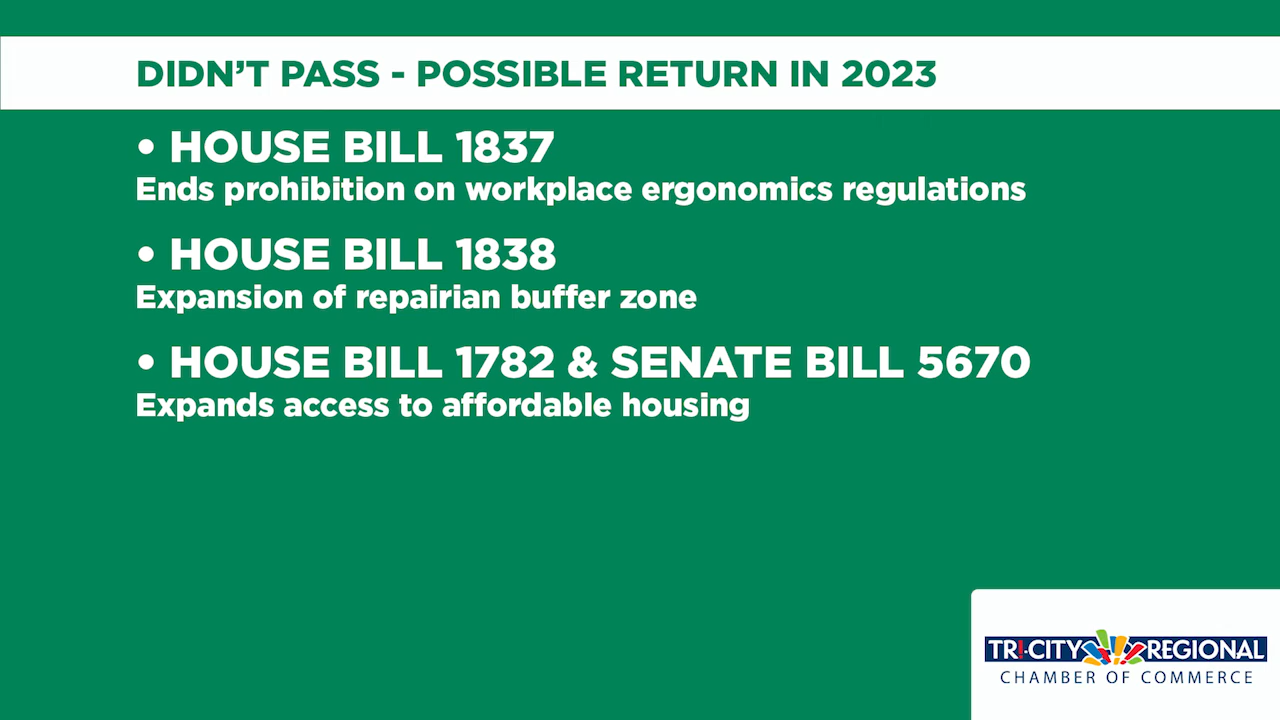 DIDN'T PASS - POSSIBLE RETURN IN 2023
• HOUSE BILL 1837
Ends prohibition on workplace ergonomics regulations
• HOUSE BILL 1838
Expansion of repairian buffer zone
• HOUSE BILL 1782 & SENATE BILL 5670
Expands access to affordable housing
TRI-CITY REGIONAL
CHAMBER OF COMMERCE